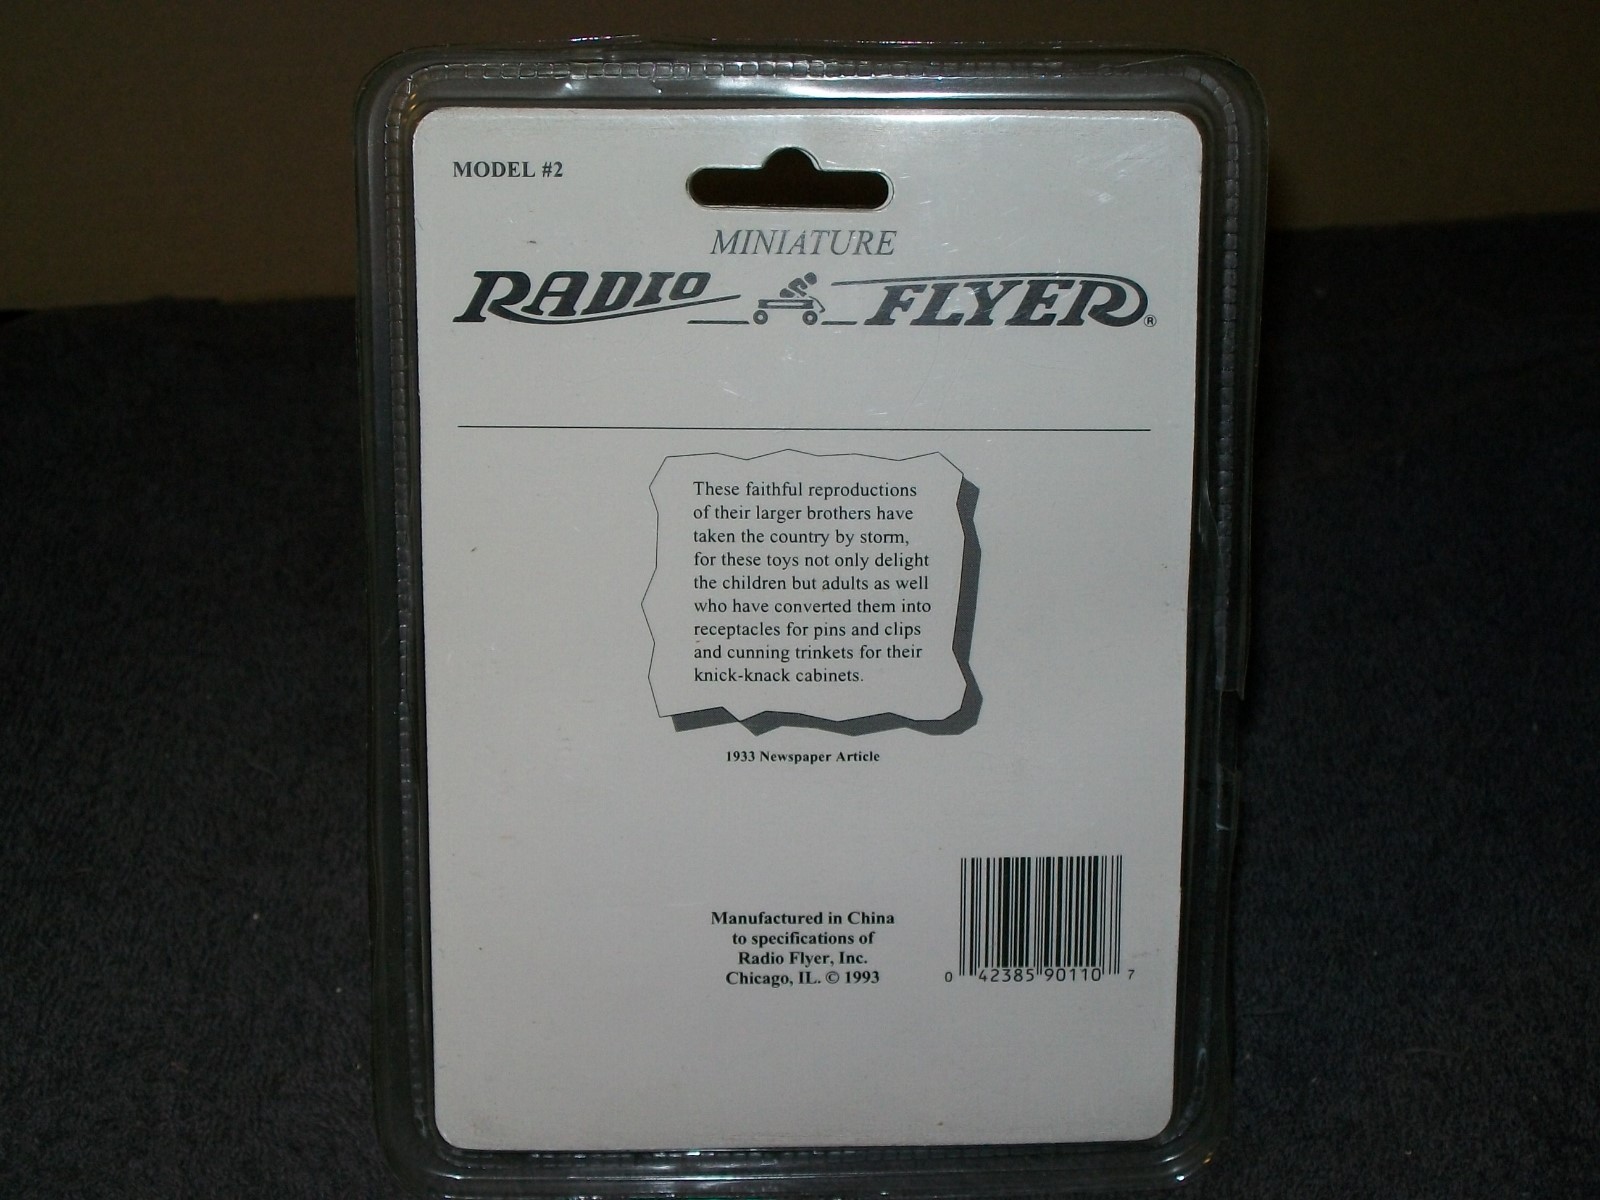 MODEL #2
MINIATURE
RADIO FLYER®
These faithful reproductions
of their larger brothers have
taken the country by storm,
for these toys not only delight
the children but adults as well
who have converted them into
receptacles for pins and clips
and cunning trinkets for their
knick-knack cabinets.
1933 Newspaper Article
Manufactured in China
to specifications of
Radio Flyer, Inc.
Chicago, IL. © 1993
0 42385 90110 7